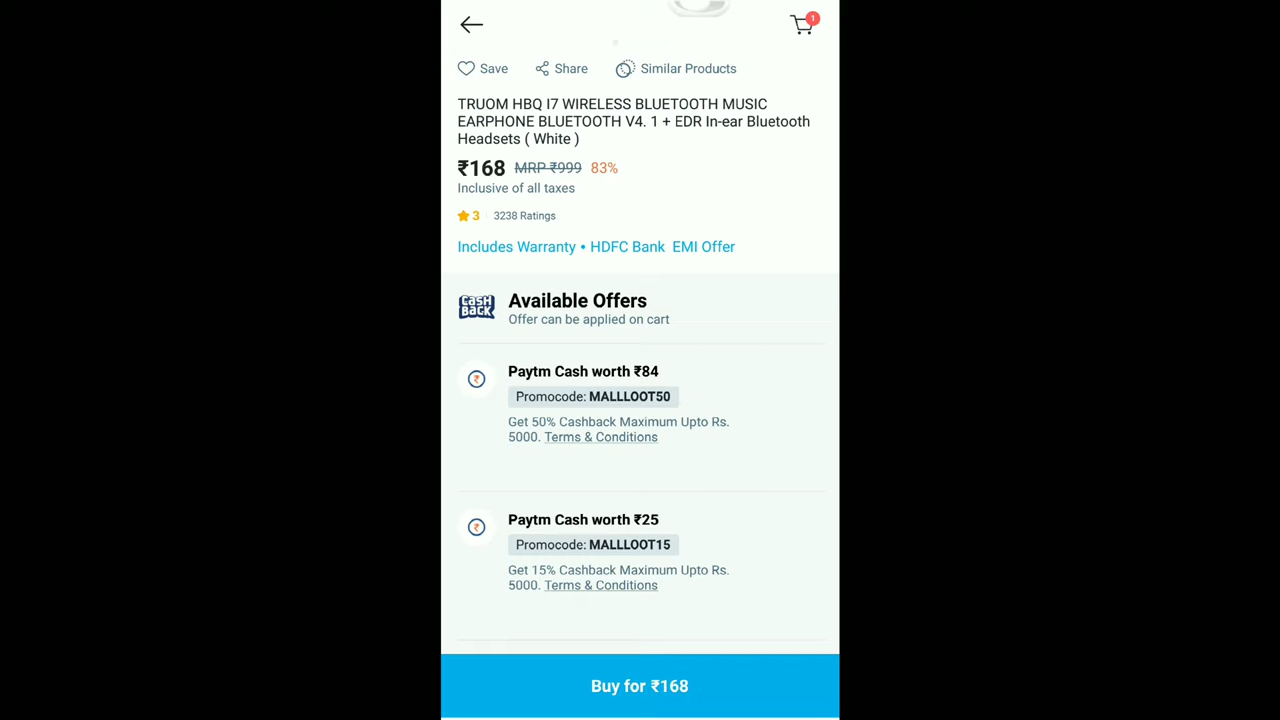 1
Save Share Similar Products
TRUOM HBQ I7 WIRELESS BLUETOOTH MUSIC
EARPHONE BLUETOOTH V4. 1 + EDR In-ear Bluetooth
Headsets ( White )
₹168 MRP ₹999 83%
Inclusive of all taxes
3 3238 Ratings
Includes Warranty • HDFC Bank EMI Offer
CASH
BACK
Available Offers
Offer can be applied on cart
₹
Paytm Cash worth ₹84
Promocode: MALLLOOT50
Get 50% Cashback Maximum Upto Rs.
5000. Terms & Conditions
₹
Paytm Cash worth ₹25
Promocode: MALLLOOT15
Get 15% Cashback Maximum Upto Rs.
5000. Terms & Conditions
Buy for ₹168